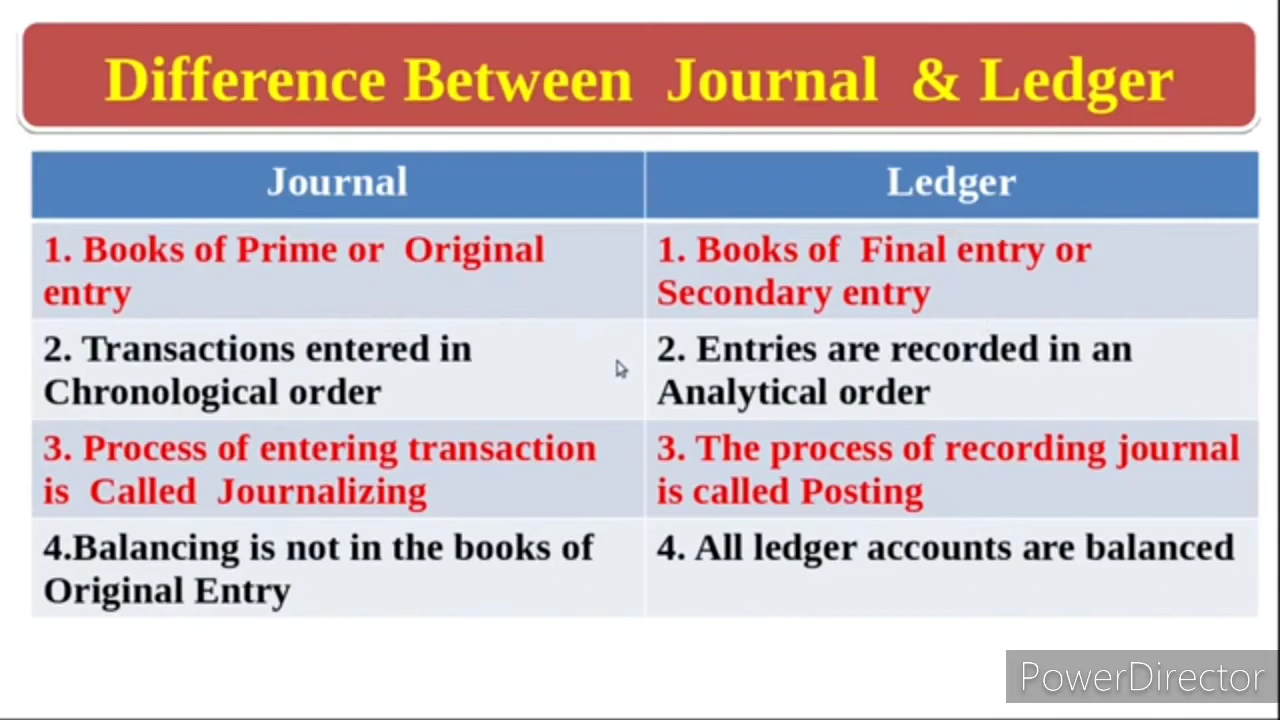 Difference Between Journal & Ledger
Journal
Ledger
1. Books of Prime or Original
entry
1. Books of Final entry or
Secondary entry
2. Transactions entered in
Chronological order
2. Entries are recorded in an
Analytical order
3. Process of entering transaction
is Called Journalizing
3. The process of recording journal
is called Posting
4.Balancing is not in the books of
Original Entry
4. All ledger accounts are balanced
PowerDirector